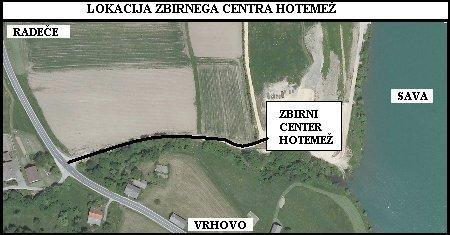 LOKACIJA ZBIRNEGA CENTRA HOTEMEŽ
RADEČE
SAVA
ZBIRNI
CENTER
HOTEMEŽ
VRHOVO